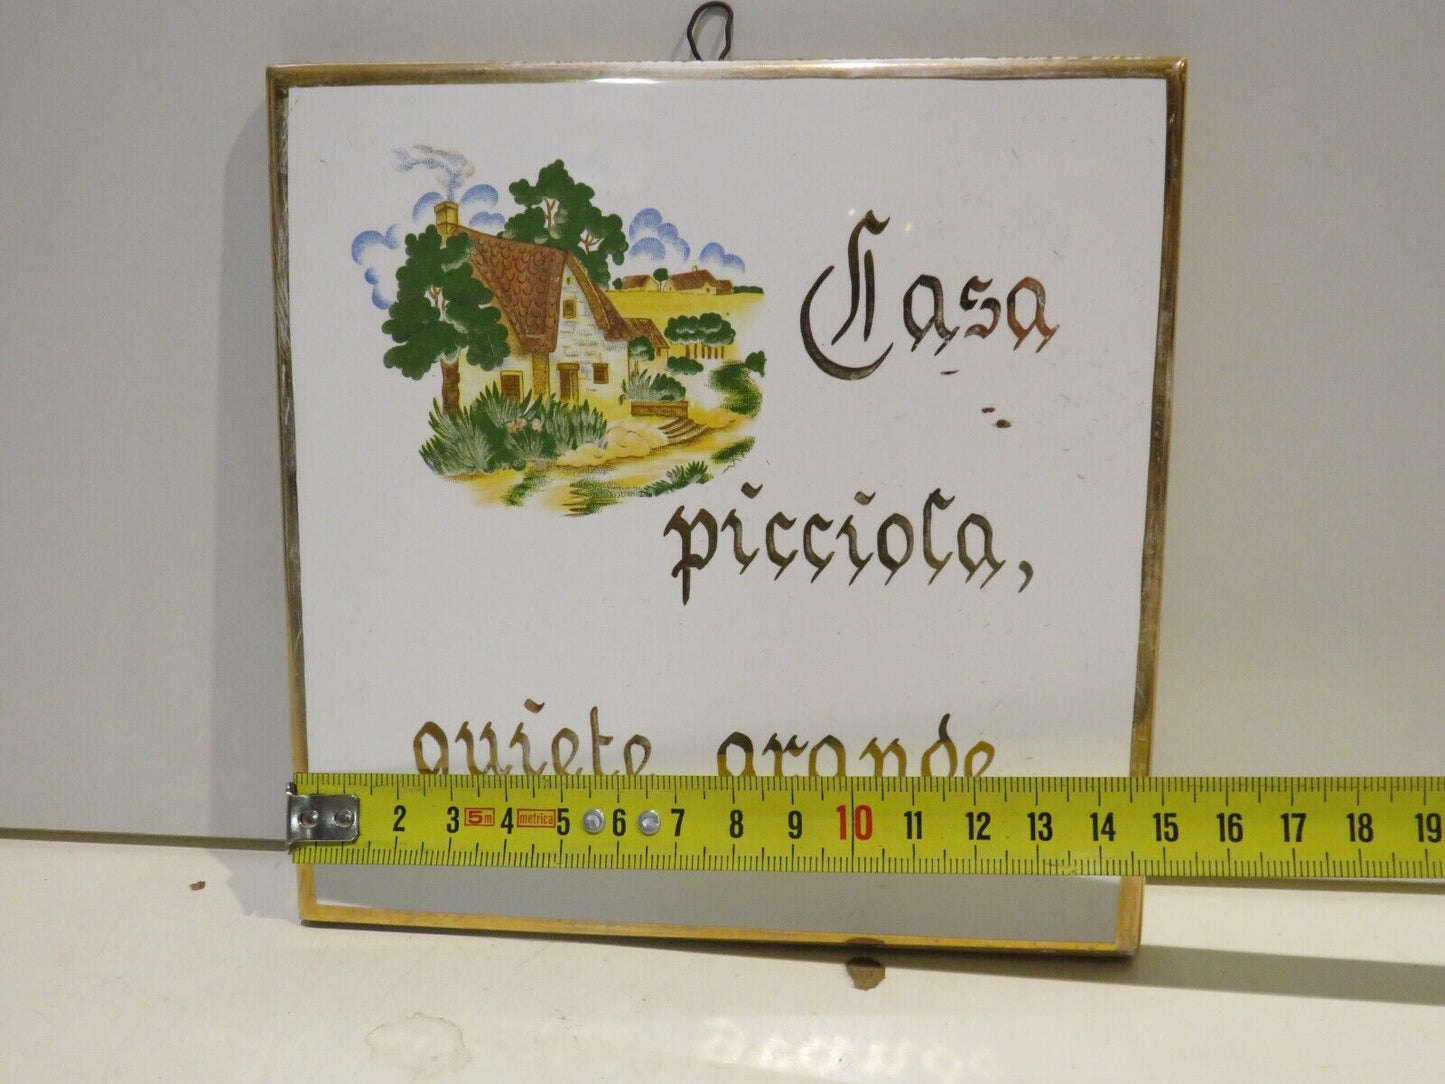 Casa
picciola,
quiete grande
2 3 5m 4 metrica 5 6 7 8 9 10 11 12 13 14 15 16 17 18 19